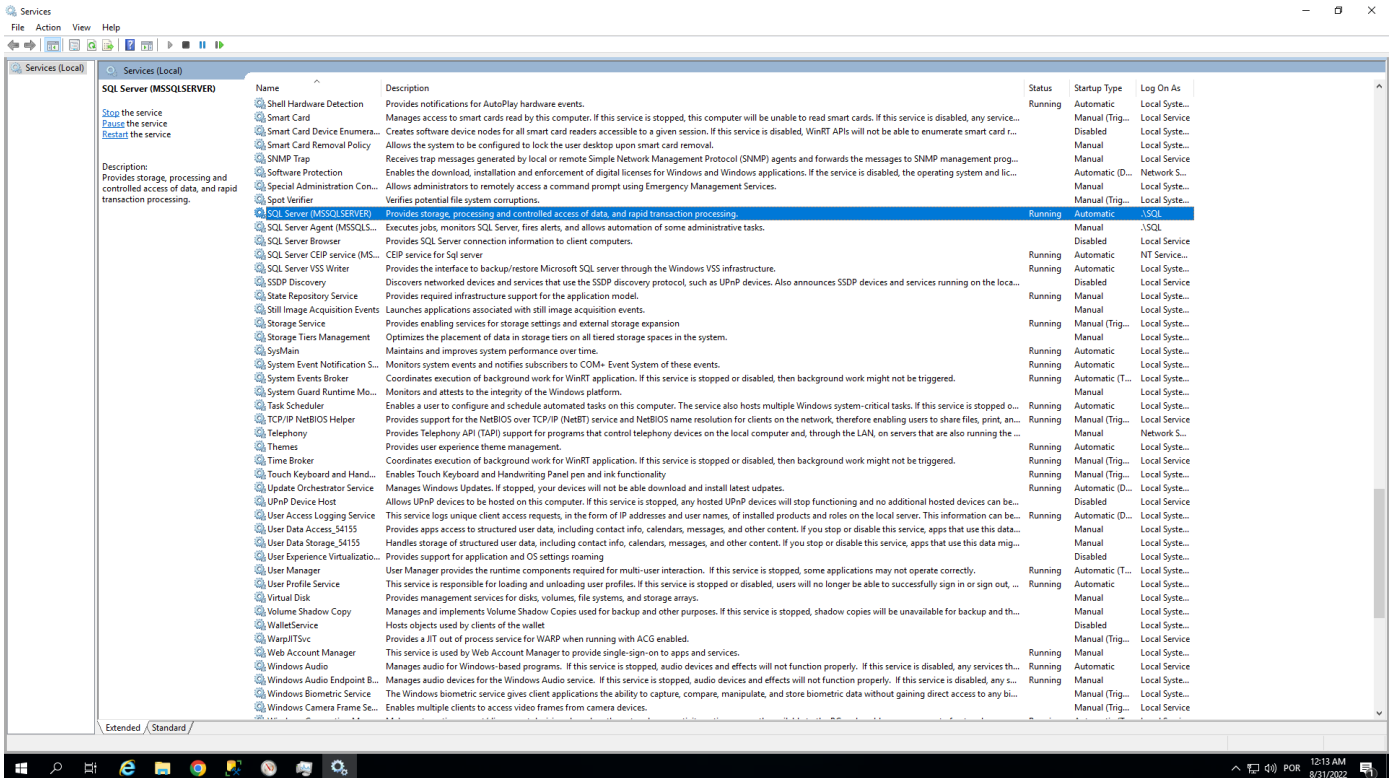 Services
File Action View Help
Services (Local)
Services (Local)
SQL Server (MSSQLSERVER)
Stop the service
Pause the service
Restart the service
Description:
Provides storage, processing and
controlled access of data, and rapid
transaction processing.
Name Description Status Startup Type Log On As
Shell Hardware Detection Provides notifications for AutoPlay hardware events. Running Automatic Local Syste...
Smart Card Manages access to smart cards read by this computer. If this service is stopped, this computer will be unable to read smart cards. If this service is disabled, any service... Manual (Trig... Local Service
Smart Card Device Enumera... Creates software device nodes for all smart card readers accessible to a given session. If this service is disabled, WinRT APIs will not be able to enumerate smart card r... Disabled Local Syste...
Smart Card Removal Policy Allows the system to be configured to lock the user desktop upon smart card removal. Manual Local Syste...
SNMP Trap Receives trap messages generated by local or remote Simple Network Management Protocol (SNMP) agents and forwards the messages to SNMP management prog... Manual Local Service
Software Protection Enables the download, installation and enforcement of digital licenses for Windows and Windows applications. If the service is disabled, the operating system and lic... Automatic (D... Network S...
Special Administration Con... Allows administrators to remotely access a command prompt using Emergency Management Services. Manual Local Syste...
Spot Verifier Verifies potential file system corruptions. Manual (Trig... Local Syste...
SQL Server (MSSQLSERVER) Provides storage, processing and controlled access of data, and rapid transaction processing. Running Automatic .\SQL
SQL Server Agent (MSSQLS... Executes jobs, monitors SQL Server, fires alerts, and allows automation of some administrative tasks. Manual .\SQL
SQL Server Browser Provides SQL Server connection information to client computers. Disabled Local Service
SQL Server CEIP service (MS... CEIP service for Sql server Running Automatic NT Service...
SQL Server VSS Writer Provides the interface to backup/restore Microsoft SQL server through the Windows VSS infrastructure. Running Automatic Local Syste...
SSDP Discovery Discovers networked devices and services that use the SSDP discovery protocol, such as UPnP devices. Also announces SSDP devices and services running on the loca... Disabled Local Service
State Repository Service Provides required infrastructure support for the application model. Running Manual Local Syste...
Still Image Acquisition Events Launches applications associated with still image acquisition events. Manual Local Syste...
Storage Service Provides enabling services for storage settings and external storage expansion Running Manual (Trig... Local Syste...
Storage Tiers Management Optimizes the placement of data in storage tiers on all tiered storage spaces in the system. Manual Local Syste...
SysMain Maintains and improves system performance over time. Running Automatic Local Syste...
System Event Notification S... Monitors system events and notifies subscribers to COM+ Event System of these events. Running Automatic Local Syste...
System Events Broker Coordinates execution of background work for WinRT application. If this service is stopped or disabled, then background work might not be triggered. Running Automatic (T... Local Syste...
System Guard Runtime Mo... Monitors and attests to the integrity of the Windows platform. Manual Local Syste...
Task Scheduler Enables a user to configure and schedule automated tasks on this computer. The service also hosts multiple Windows system-critical tasks. If this service is stopped o... Running Automatic Local Syste...
TCP/IP NetBIOS Helper Provides support for the NetBIOS over TCP/IP (NetBT) service and NetBIOS name resolution for clients on the network, therefore enabling users to share files, print, an... Running Manual (Trig... Local Service
Telephony Provides Telephony API (TAPI) support for programs that control telephony devices on the local computer and, through the LAN, on servers that are also running the ... Manual Network S...
Themes Provides user experience theme management. Running Automatic Local Syste...
Time Broker Coordinates execution of background work for WinRT application. If this service is stopped or disabled, then background work might not be triggered. Running Manual (Trig... Local Service
Touch Keyboard and Hand... Enables Touch Keyboard and Handwriting Panel pen and ink functionality Running Manual (Trig... Local Syste...
Update Orchestrator Service Manages Windows Updates. If stopped, your devices will not be able download and install latest udpates. Running Automatic (D... Local Syste...
UPnP Device Host Allows UPnP devices to be hosted on this computer. If this service is stopped, any hosted UPnP devices will stop functioning and no additional hosted devices can be... Disabled Local Service
User Access Logging Service This service logs unique client access requests, in the form of IP addresses and user names, of installed products and roles on the local server. This information can be... Running Automatic (D... Local Syste...
User Data Access_54155 Provides apps access to structured user data, including contact info, calendars, messages, and other content. If you stop or disable this service, apps that use this data... Manual Local Syste...
User Data Storage_54155 Handles storage of structured user data, including contact info, calendars, messages, and other content. If you stop or disable this service, apps that use this data mig... Manual Local Syste...
User Experience Virtualizatio... Provides support for application and OS settings roaming Disabled Local Syste...
User Manager User Manager provides the runtime components required for multi-user interaction. If this service is stopped, some applications may not operate correctly. Running Automatic (T... Local Syste...
User Profile Service This service is responsible for loading and unloading user profiles. If this service is stopped or disabled, users will no longer be able to successfully sign in or sign out, ... Running Automatic Local Syste...
Virtual Disk Provides management services for disks, volumes, file systems, and storage arrays. Manual Local Syste...
Volume Shadow Copy Manages and implements Volume Shadow Copies used for backup and other purposes. If this service is stopped, shadow copies will be unavailable for backup and th... Manual Local Syste...
WalletService Hosts objects used by clients of the wallet Disabled Local Syste...
WarpJITSvc Provides a JIT out of process service for WARP when running with ACG enabled. Manual (Trig... Local Service
Web Account Manager This service is used by Web Account Manager to provide single-sign-on to apps and services. Running Manual Local Syste...
Windows Audio Manages audio for Windows-based programs. If this service is stopped, audio devices and effects will not function properly. If this service is disabled, any services th... Running Automatic Local Service
Windows Audio Endpoint B... Manages audio devices for the Windows Audio service. If this service is stopped, audio devices and effects will not function properly. If this service is disabled, any s... Running Manual Local Syste...
Windows Biometric Service The Windows biometric service gives client applications the ability to capture, compare, manipulate, and store biometric data without gaining direct access to any bi... Manual (Trig... Local Syste...
Windows Camera Frame Se... Enables multiple clients to access video frames from camera devices. Manual (Trig... Local Service
Extended Standard
POR 12:13 AM
8/31/2022